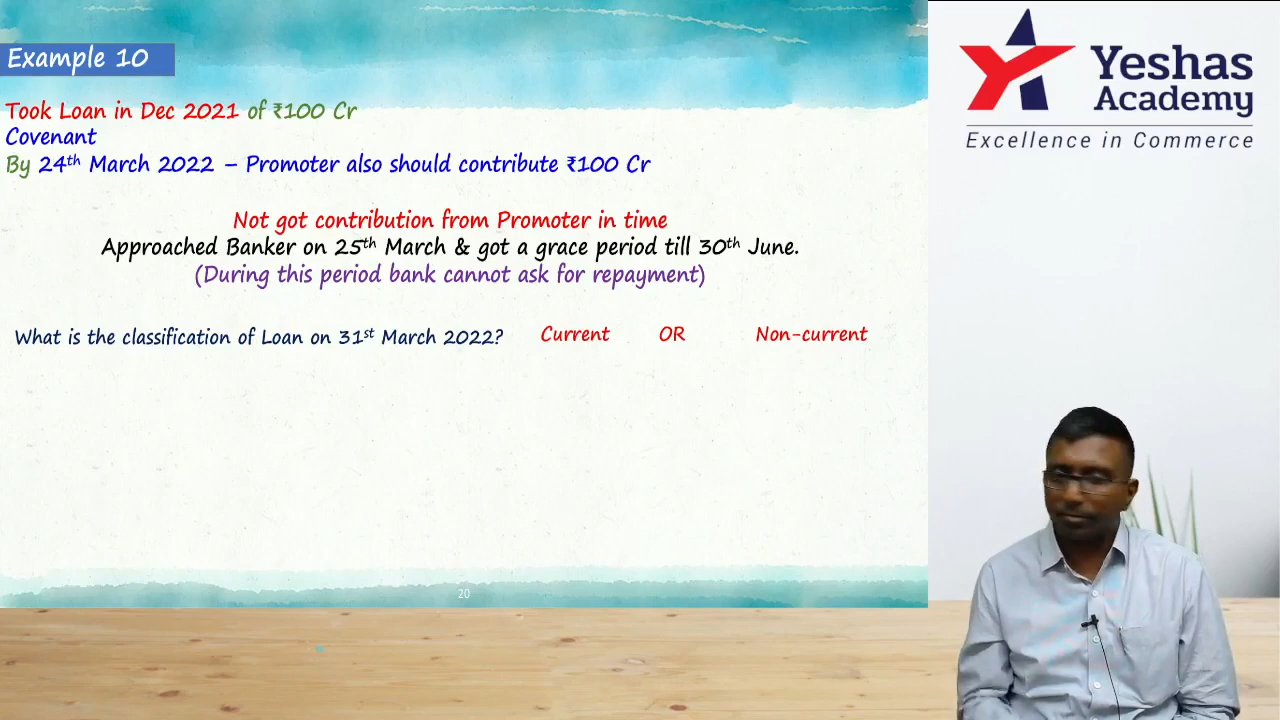 Example 10
Took Loan in Dec 2021 of ₹100 Cr
Covenant
By 24th March 2022 – Promoter also should contribute ₹100 Cr
Not got contribution from Promoter in time
Approached Banker on 25th March & got a grace period till 30th June.
(During this period bank cannot ask for repayment)
What is the classification of Loan on 31st March 2022? Current OR Non-current
20
Yeshas
Academy
Excellence in Commerce